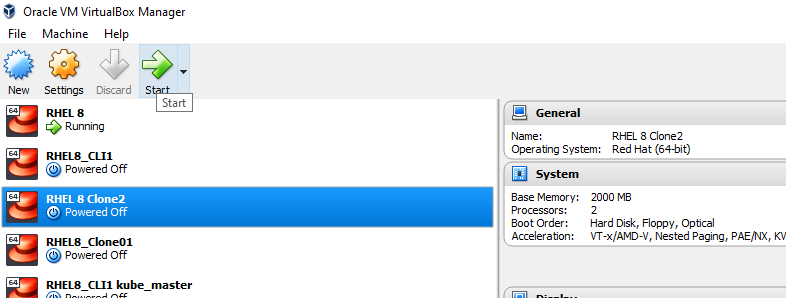 Oracle VM VirtualBox Manager
File Machine Help
New Settings Discard Start
Start
64 RHEL 8
Running
64 RHEL8_CLI1
Powered Off
64 RHEL 8 Clone2
Powered Off
64 RHEL8_Clone01
Powered Off
64 RHEL8_CLI1 kube_master
Powered Off
General
Name: RHEL 8 Clone2
Operating System: Red Hat (64-bit)
System
Base Memory: 2000 MB
Processors: 2
Boot Order: Hard Disk, Floppy, Optical
Acceleration: VT-x/AMD-V, Nested Paging, PAE/NX, KV
Display